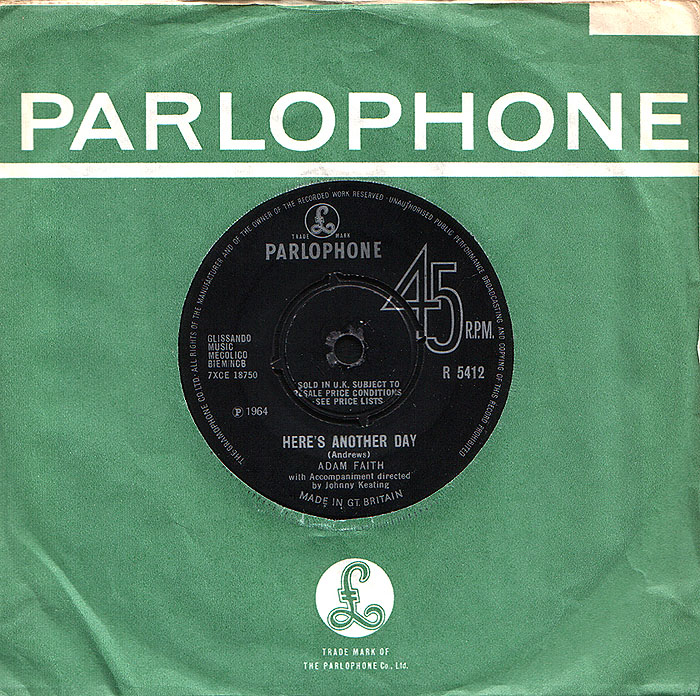 PARLOPHONE
ALL RIGHTS OF THE MANUFACTURER AND OF THE OWNER OF THE RECORDED WORK RESERVED · UNAUTHORISED PUBLIC PERFORMANCE BROADCASTING AND COPYING OF THIS RECORD PROHIBITED
THE GRAMOPHONE CO. LTD.
£
TRADE MARK
PARLOPHONE
45 R.P.M.
GLISSANDO
MUSIC
MECOLICO
BIEM/NCB
7XCE 18750
R 5412
SOLD IN U.K. SUBJECT TO
RESALE PRICE CONDITIONS
SEE PRICE LISTS
Ⓟ 1964
HERE'S ANOTHER DAY
(Andrews)
ADAM FAITH
with Accompaniment directed
by Johnny Keating
MADE IN GT. BRITAIN
£
TRADE MARK OF
THE PARLOPHONE Co., Ltd.